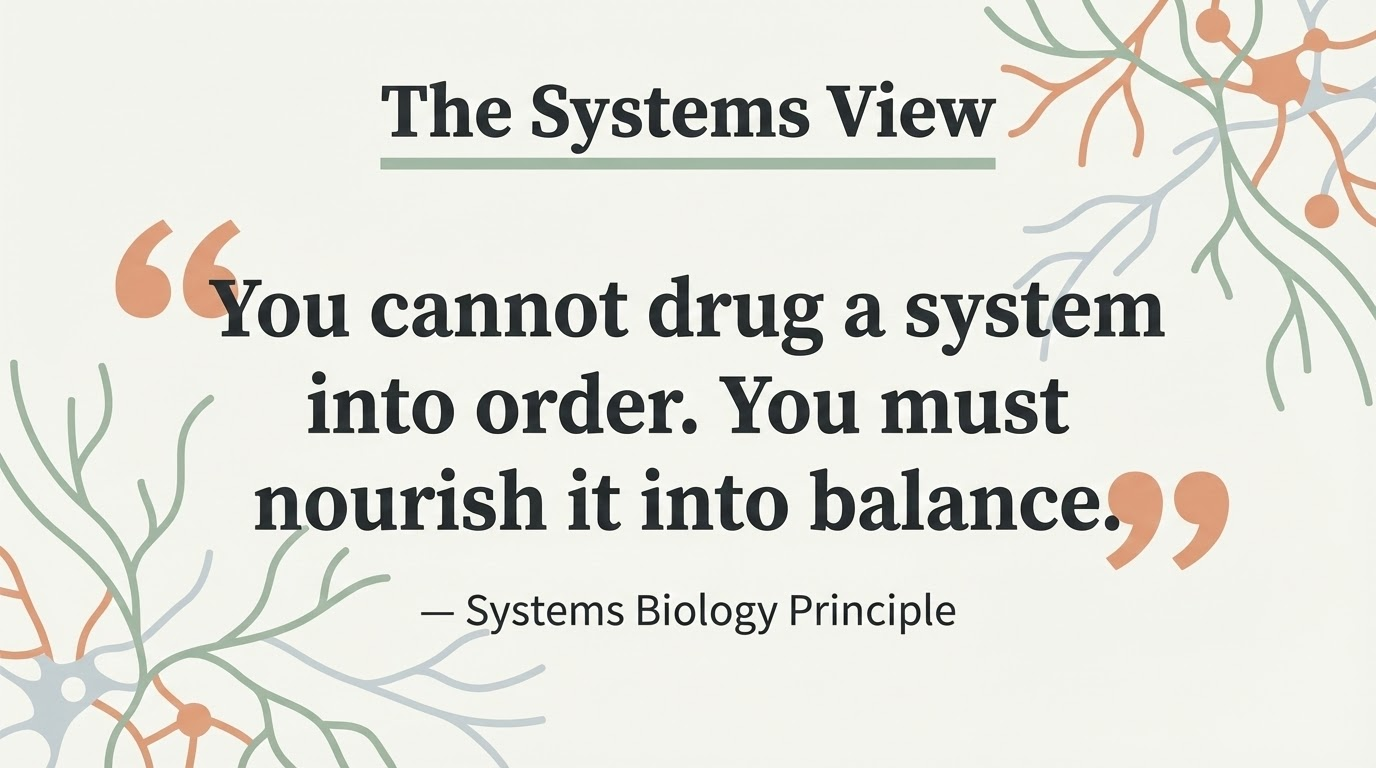 The Systems View
“You cannot drug a system
into order. You must
nourish it into balance.”
— Systems Biology Principle